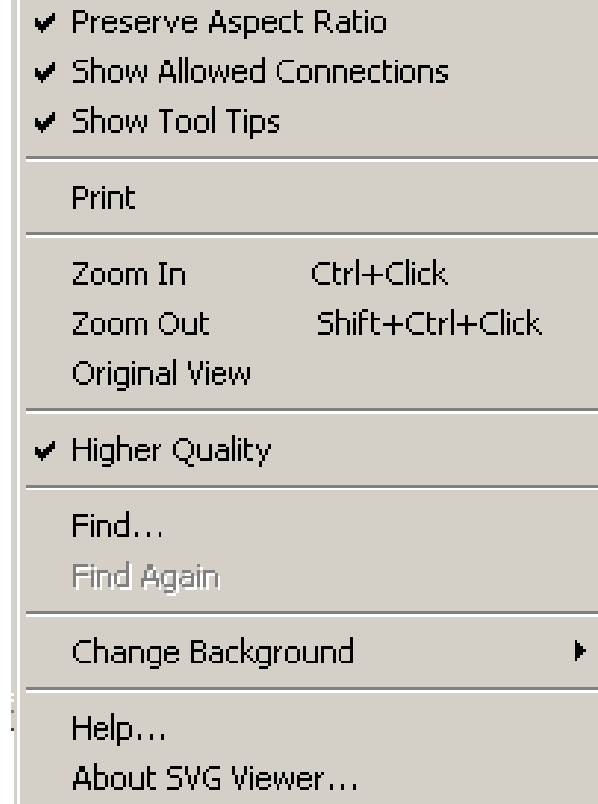 Preserve Aspect Ratio
Show Allowed Connections
Show Tool Tips
Print
Zoom In Ctrl+Click
Zoom Out Shift+Ctrl+Click
Original View
Higher Quality
Find...
Find Again
Change Background
Help...
About SVG Viewer...